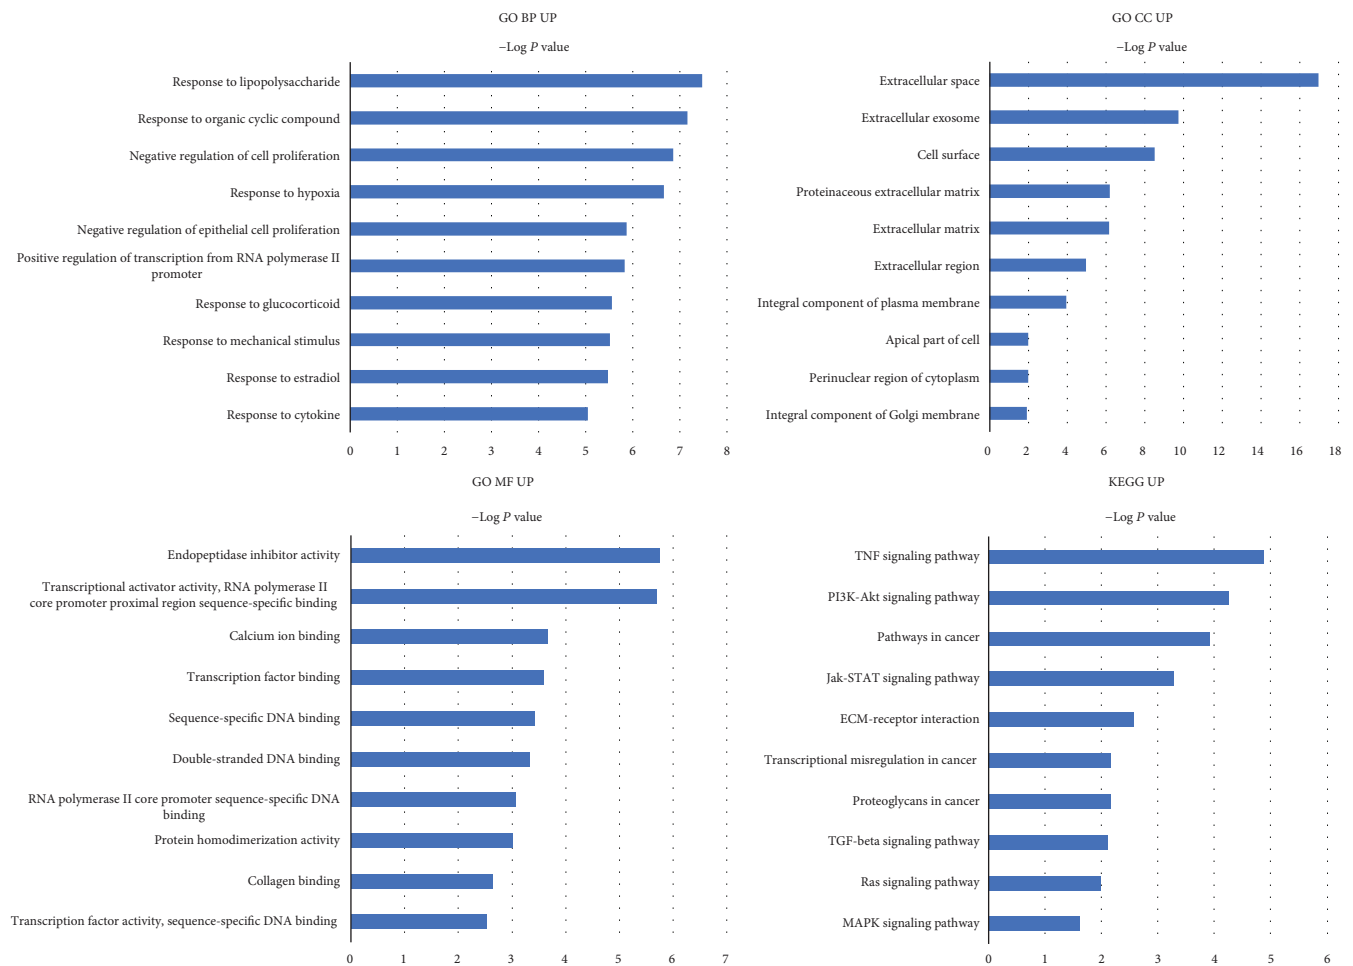 GO BP UP
−Log P value
Response to lipopolysaccharide
Response to organic cyclic compound
Negative regulation of cell proliferation
Response to hypoxia
Negative regulation of epithelial cell proliferation
Positive regulation of transcription from RNA polymerase II
promoter
Response to glucocorticoid
Response to mechanical stimulus
Response to estradiol
Response to cytokine
0 1 2 3 4 5 6 7 8
GO CC UP
−Log P value
Extracellular space
Extracellular exosome
Cell surface
Proteinaceous extracellular matrix
Extracellular matrix
Extracellular region
Integral component of plasma membrane
Apical part of cell
Perinuclear region of cytoplasm
Integral component of Golgi membrane
0 2 4 6 8 10 12 14 16 18
GO MF UP
−Log P value
Endopeptidase inhibitor activity
Transcriptional activator activity, RNA polymerase II
core promoter proximal region sequence-specific binding
Calcium ion binding
Transcription factor binding
Sequence-specific DNA binding
Double-stranded DNA binding
RNA polymerase II core promoter sequence-specific DNA
binding
Protein homodimerization activity
Collagen binding
Transcription factor activity, sequence-specific DNA binding
0 1 2 3 4 5 6 7
KEGG UP
−Log P value
TNF signaling pathway
PI3K-Akt signaling pathway
Pathways in cancer
Jak-STAT signaling pathway
ECM-receptor interaction
Transcriptional misregulation in cancer
Proteoglycans in cancer
TGF-beta signaling pathway
Ras signaling pathway
MAPK signaling pathway
0 1 2 3 4 5 6